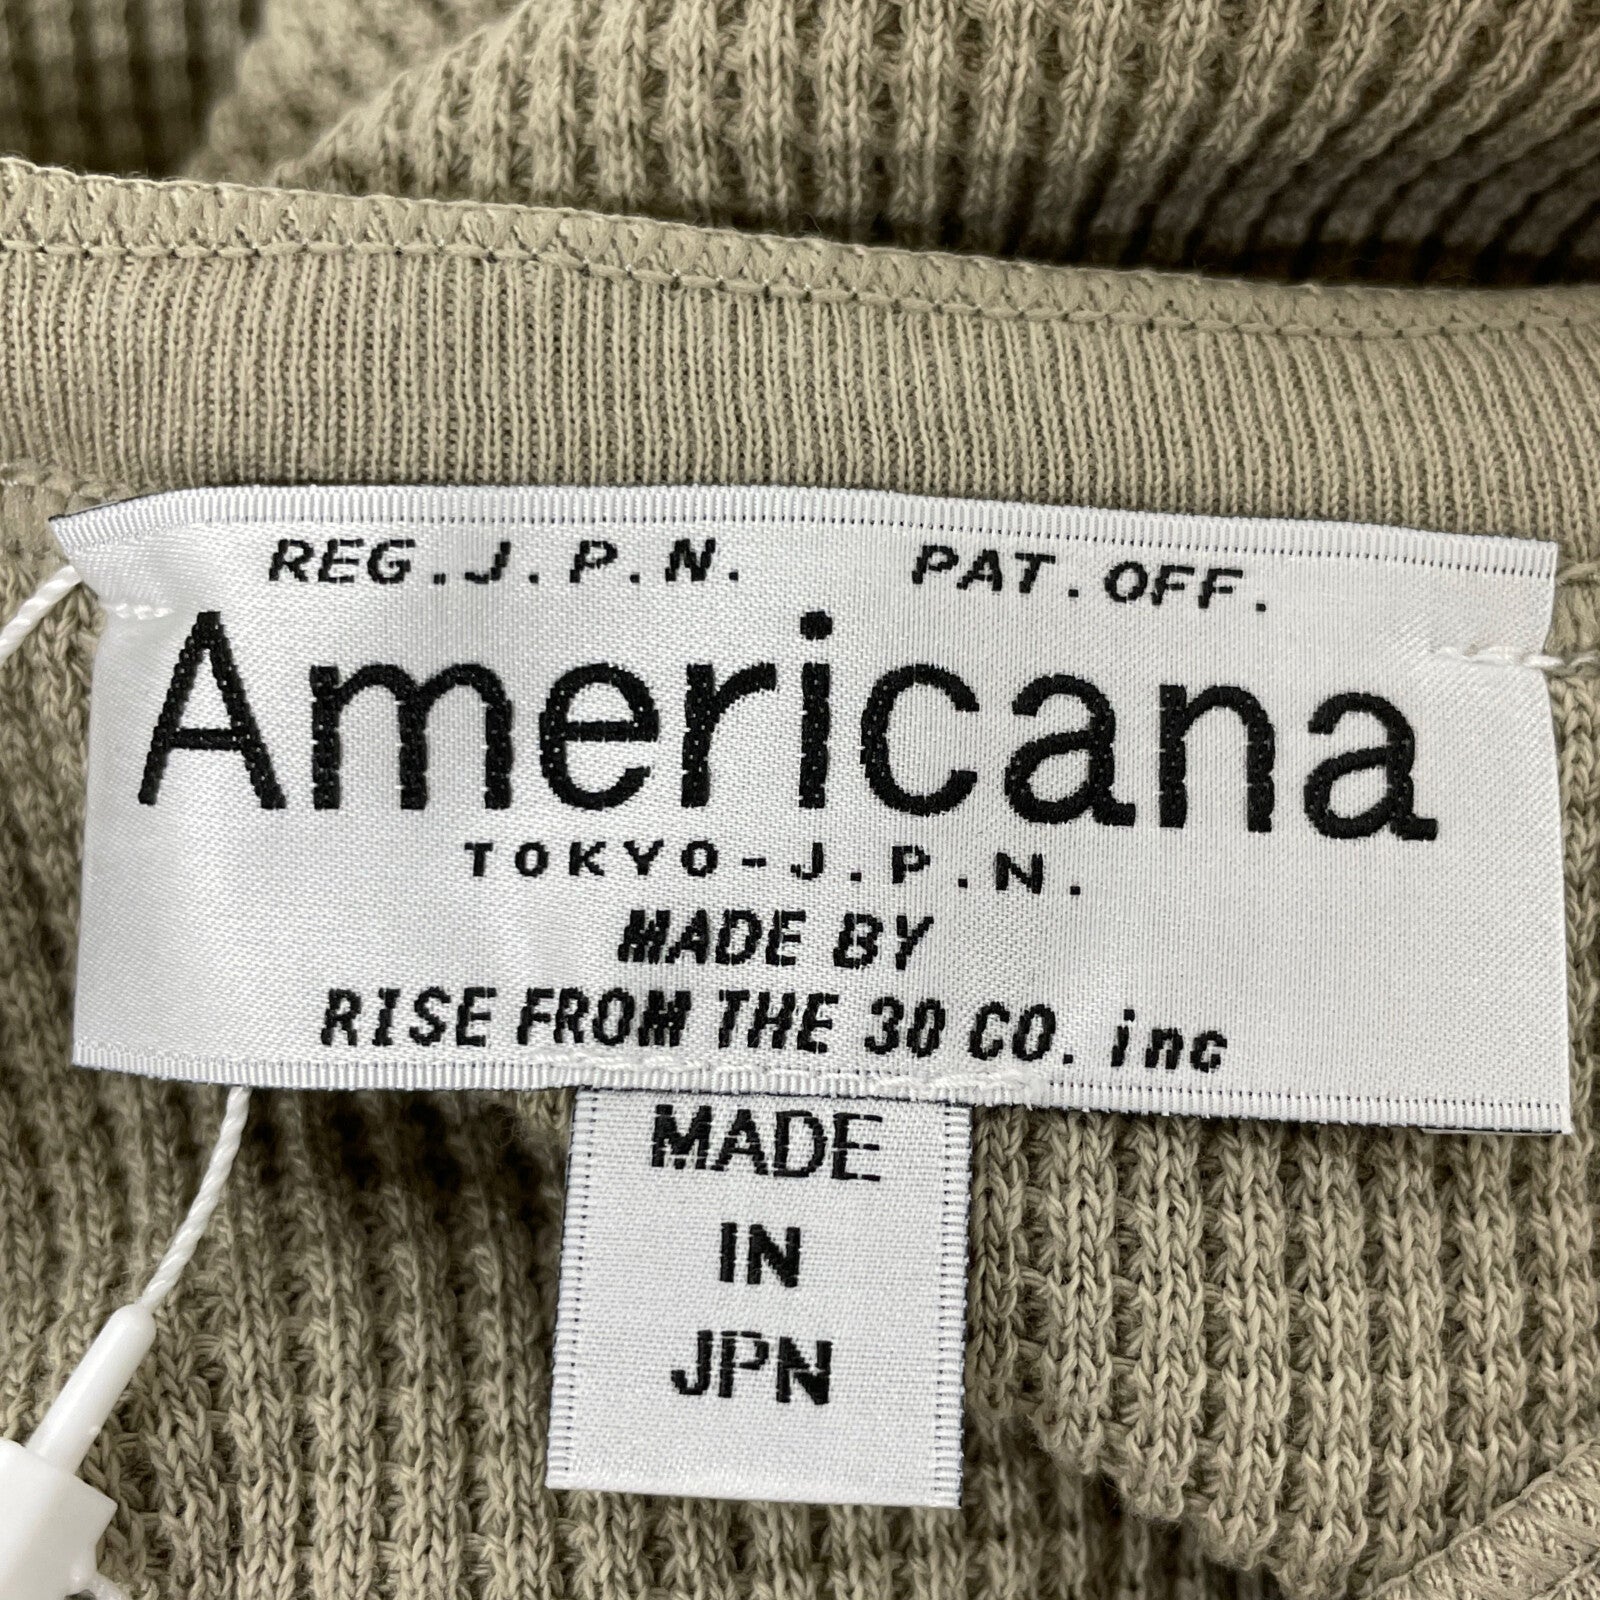 REG.J.P.N. PAT.OFF.
Americana
TOKYO-J.P.N.
MADE BY
RISE FROM THE 30 CO. inc
MADE
IN
JPN